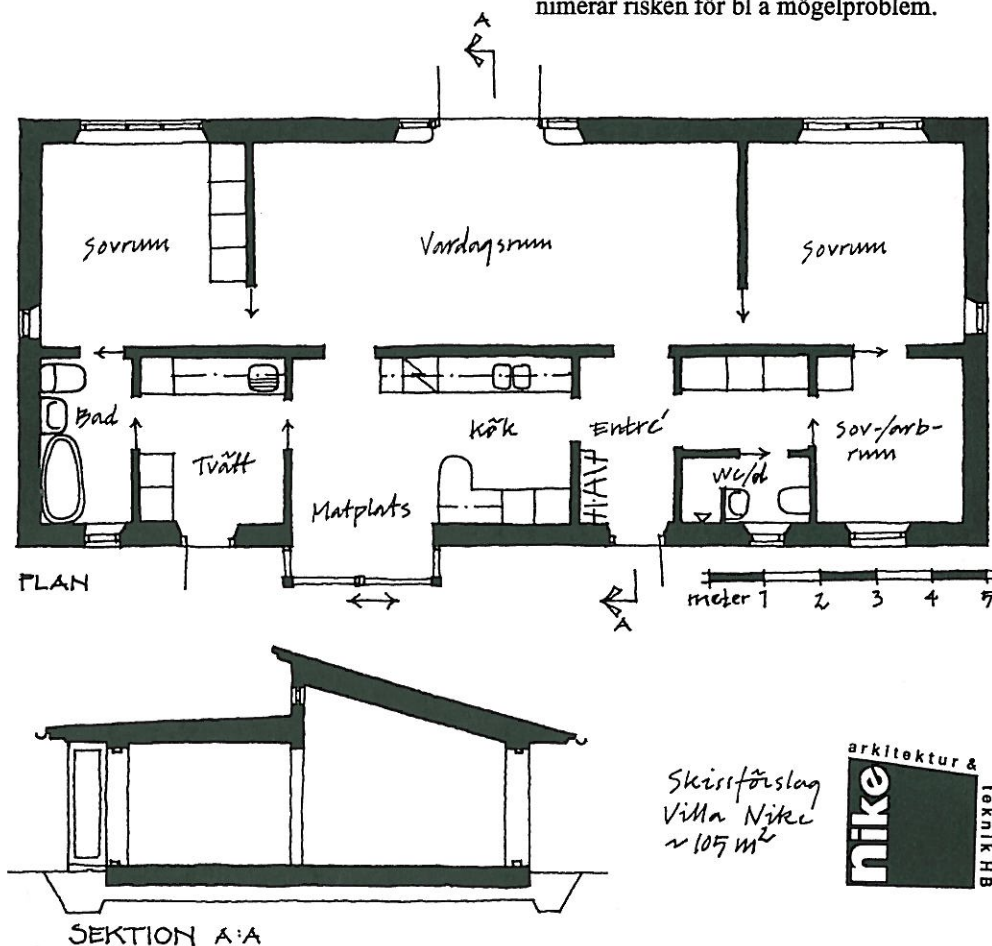 nimerar risken för bl a mögelproblem.
A
Sovrum
Vardagsrum
Sovrum
Bad
Tvätt
Matplats
Kök
Entré
wc/d
Sov-/arb-
rum
PLAN
A
meter 1 2 3 4 5
Skissförslag
Villa Nike
~105 m²
arkitektur &
teknik HB
nike
SEKTION A:A